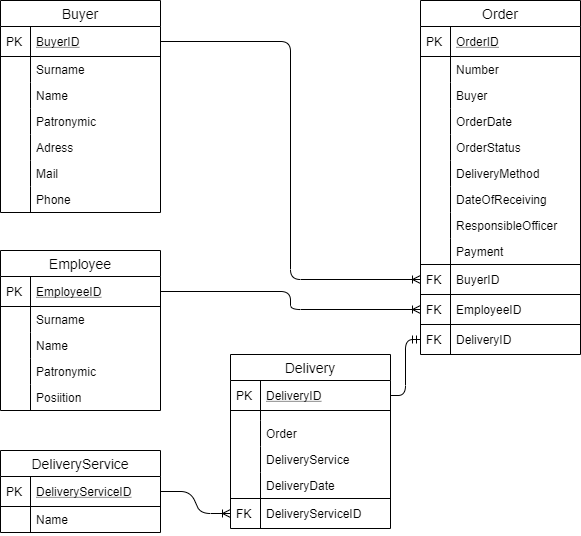 Buyer
PK BuyerID
Surname
Name
Patronymic
Adress
Mail
Phone
Order
PK OrderID
Number
Buyer
OrderDate
OrderStatus
DeliveryMethod
DateOfReceiving
ResponsibleOfficer
Payment
FK BuyerID
FK EmployeeID
FK DeliveryID
Employee
PK EmployeeID
Surname
Name
Patronymic
Posiition
Delivery
PK DeliveryID
Order
DeliveryService
DeliveryDate
FK DeliveryServiceID
DeliveryService
PK DeliveryServiceID
Name